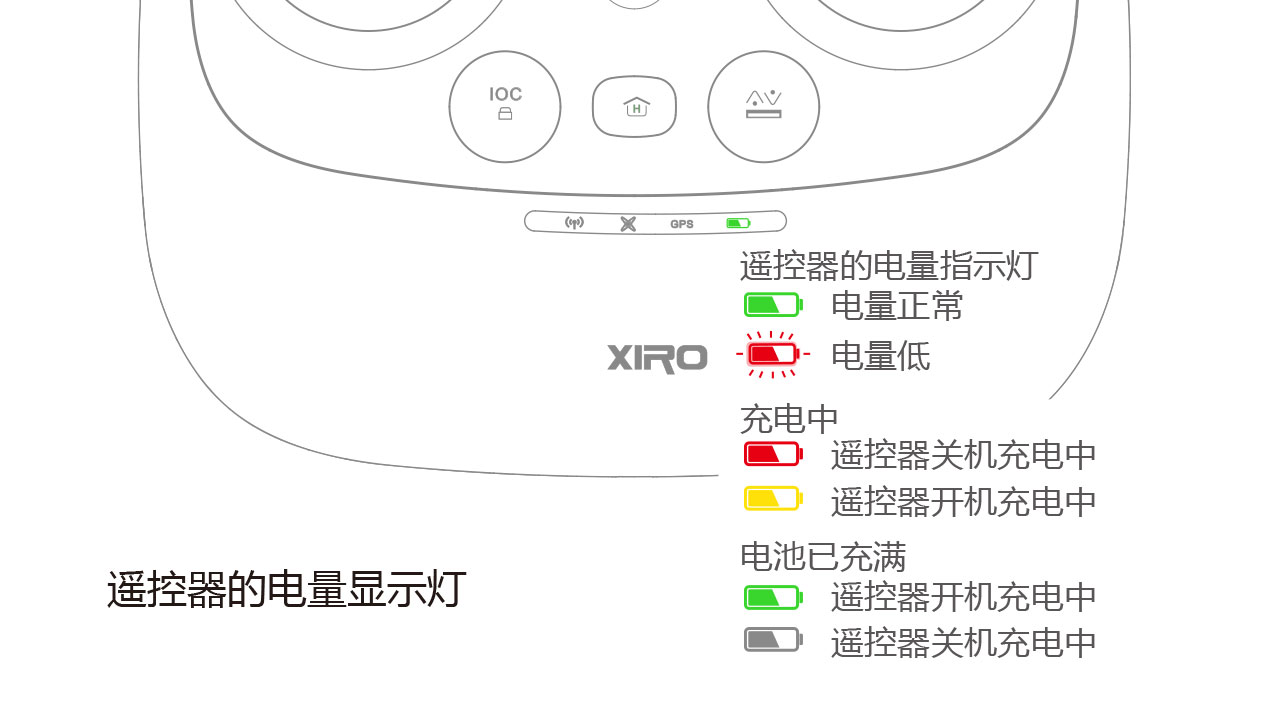 IOC
H
GPS
遥控器的电量指示灯
电量正常
XIRO
电量低
充电中
遥控器关机充电中
遥控器开机充电中
电池已充满
遥控器开机充电中
遥控器关机充电中
遥控器的电量显示灯